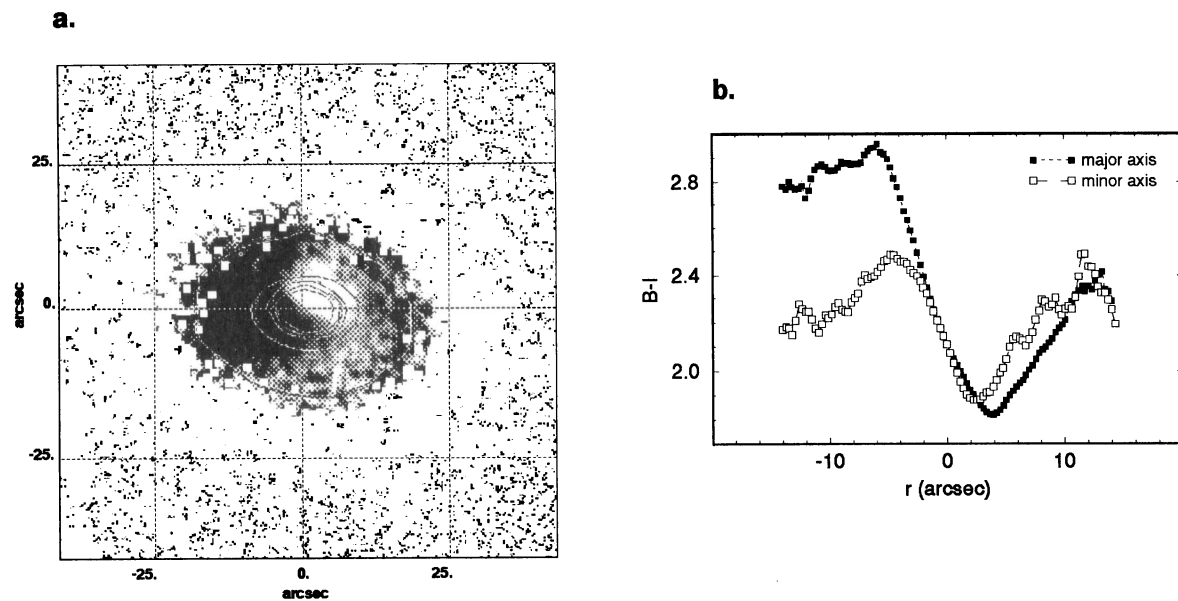 a.
25.
0.
-25.
arcsec
-25. 0. 25.
arcsec
b.
major axis
minor axis
2.8
2.4
2.0
B-I
-10 0 10
r (arcsec)